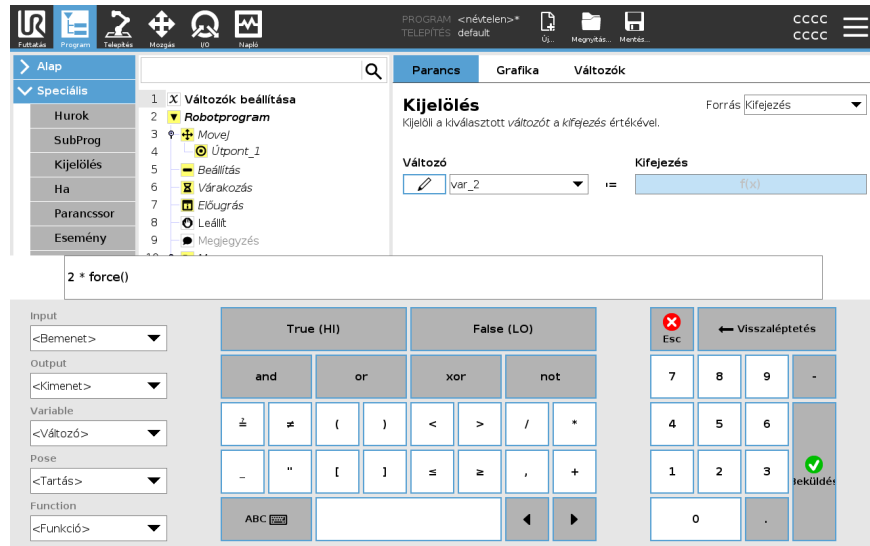 UR
PROGRAM <névtelen>*
TELEPÍTÉS default
Futtatás Program Telepítés Mozgás I/O Napló
Új... Megnyitás... Mentés...
cccc
cccc
Alap
Speciális
Hurok
SubProg
Kijelölés
Ha
Parancssor
Esemény
1 X Változók beállítása
2 Robotprogram
3 MoveJ
4 Útpont_1
5 Beállítás
6 Várakozás
7 Előugrás
8 Leállít
9 Megjegyzés
Parancs Grafika Változók
Kijelölés
Forrás Kifejezés
Kijelöli a kiválasztott változót a kifejezés értékével.
Változó Kifejezés
var_2 := f(x)
2 * force()
Input
<Bemenet>
Output
<Kimenet>
Variable
<Változó>
Pose
<Tartás>
Function
<Funkció>
True (HI) False (LO)
and or xor not
≟ ≠ ( ) < > / *
_ " [ ] ≤ ≥ , +
ABC
Esc Visszaléptetés
7 8 9 -
4 5 6
1 2 3 Beküldés
0 .